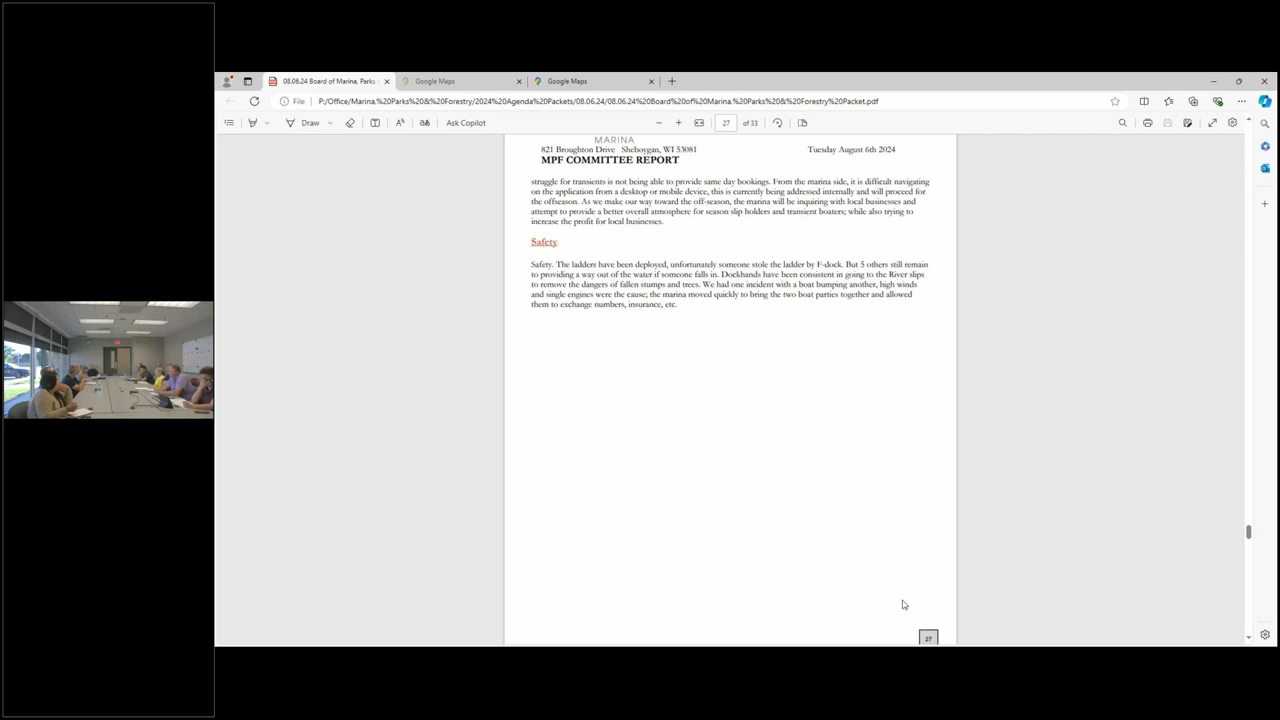 08.06.24 Board of Marina, Parks
Google Maps
Google Maps
File
P:/Office/Marina,%20Parks%20&%20Forestry/2024%20Agenda%20Packets/08.06.24/08.06.24%20Board%20of%20Marina,%20Parks%20&%20Forestry%20Packet.pdf
Draw
Ask Copilot
27 of 33
MARINA
821 Broughton Drive Sheboygan, WI 53081
Tuesday August 6th 2024
MPF COMMITTEE REPORT
struggle for transients is not being able to provide same day bookings. From the marina side, it is difficult navigating
on the application from a desktop or mobile device, this is currently being addressed internally and will proceed for
the offseason. As we make our way toward the off-season, the marina will be inquiring with local businesses and
attempt to provide a better overall atmosphere for season slip holders and transient boaters; while also trying to
increase the profit for local businesses.
Safety
Safety. The ladders have been deployed, unfortunately someone stole the ladder by F-dock. But 5 others still remain
to providing a way out of the water if someone falls in. Dockhands have been consistent in going to the River slips
to remove the dangers of fallen stumps and trees. We had one incident with a boat bumping another, high winds
and single engines were the cause; the marina moved quickly to bring the two boat parties together and allowed
them to exchange numbers, insurance, etc.
27